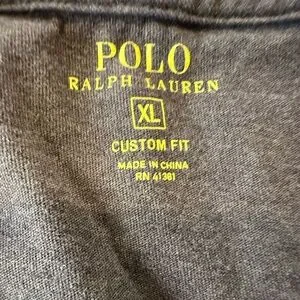 POLO
RALPH LAUREN
XL
CUSTOM FIT
MADE IN CHINA
RN 41381